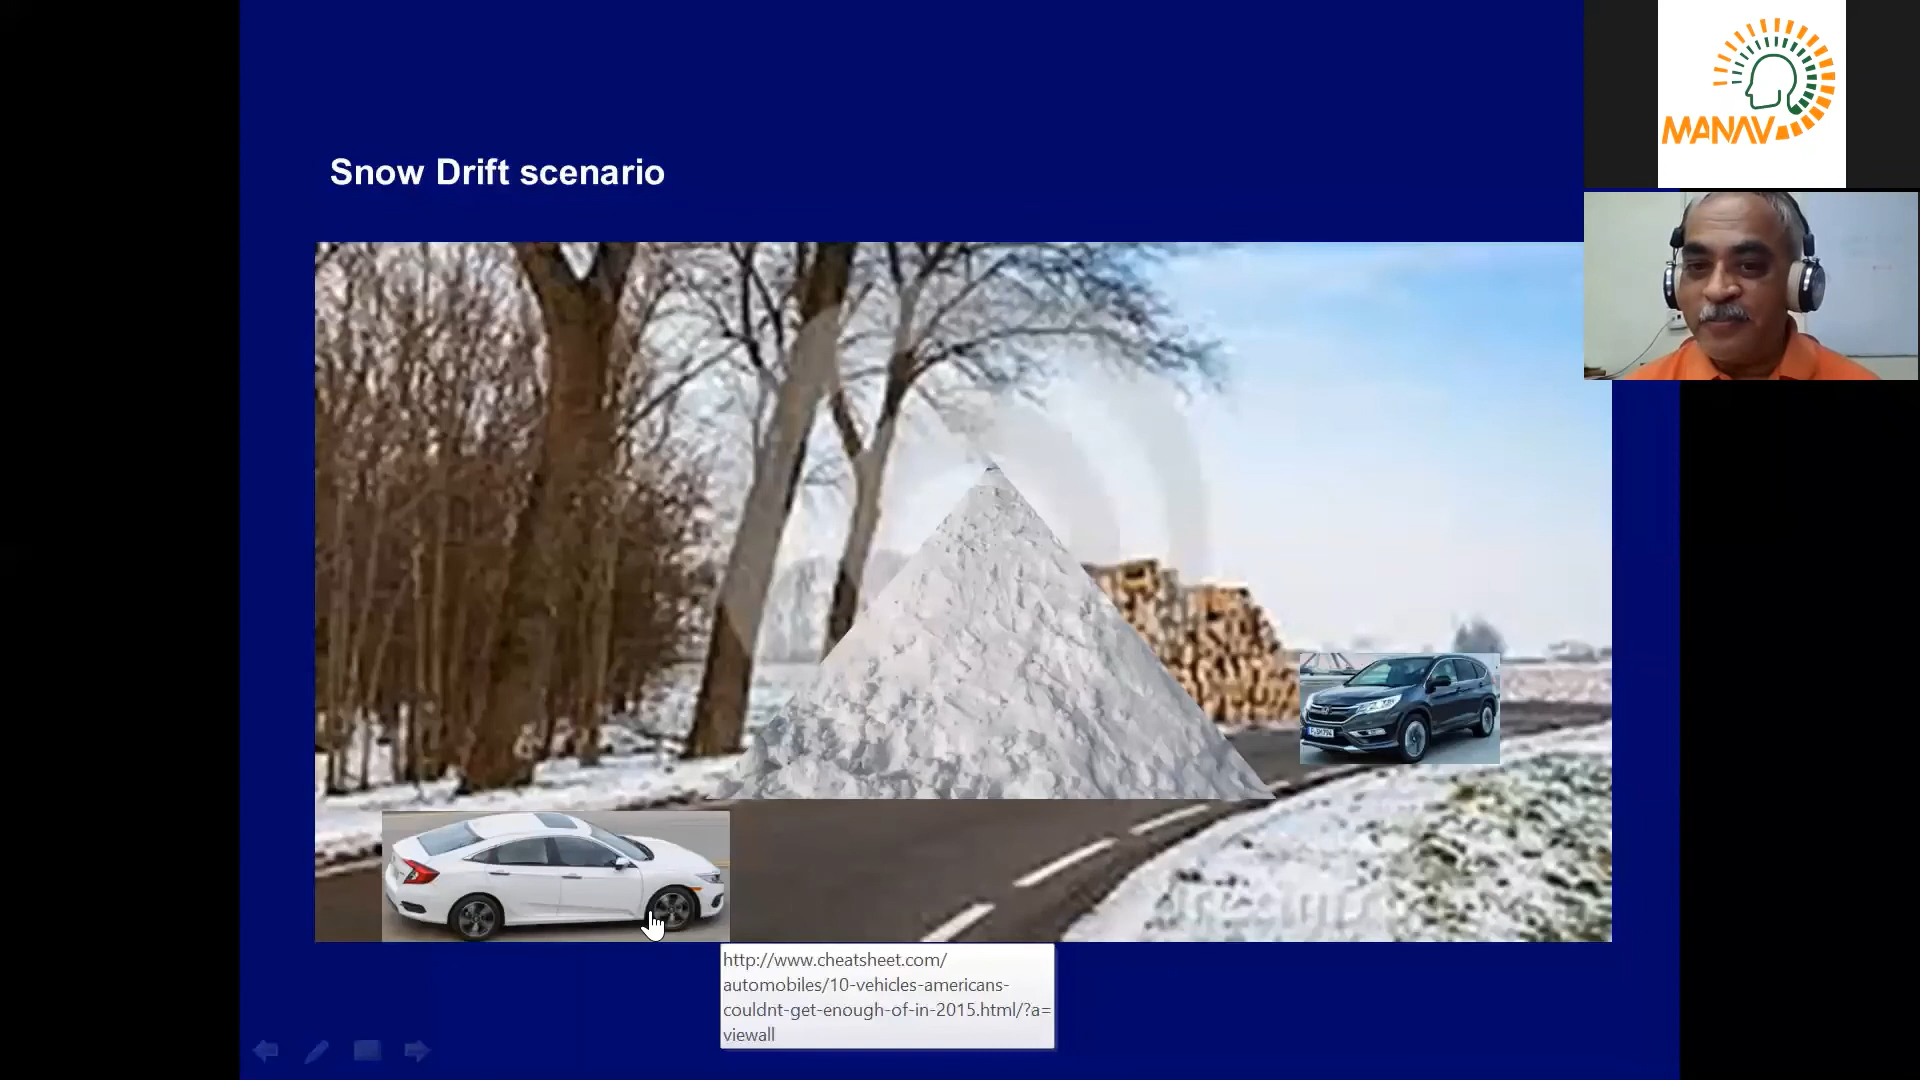 MANAV
Snow Drift scenario
http://www.cheatsheet.com/
automobiles/10-vehicles-americans-
couldnt-get-enough-of-in-2015.html/?a=
viewall